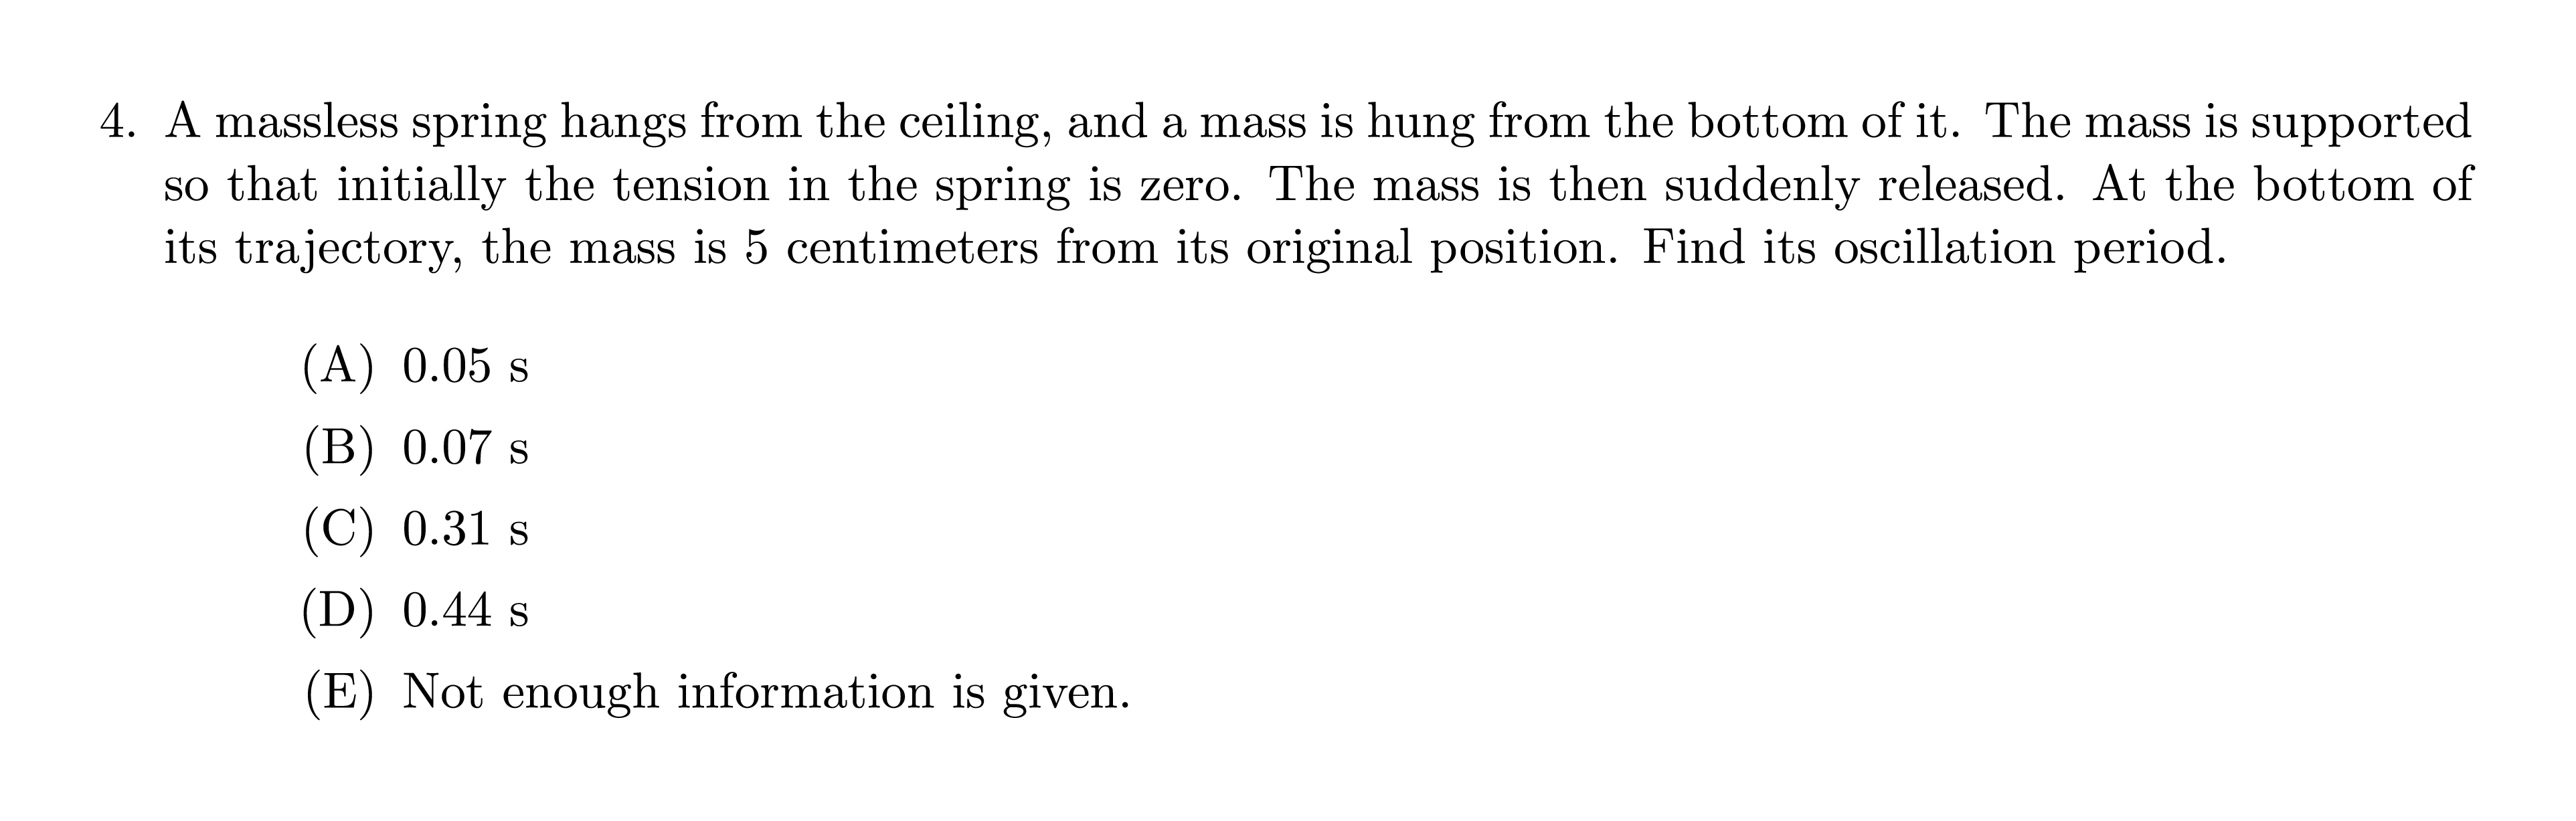 4. A massless spring hangs from the ceiling, and a mass is hung from the bottom of it. The mass is supported
so that initially the tension in the spring is zero. The mass is then suddenly released. At the bottom of
its trajectory, the mass is 5 centimeters from its original position. Find its oscillation period.
(A) 0.05 s
(B) 0.07 s
(C) 0.31 s
(D) 0.44 s
(E) Not enough information is given.